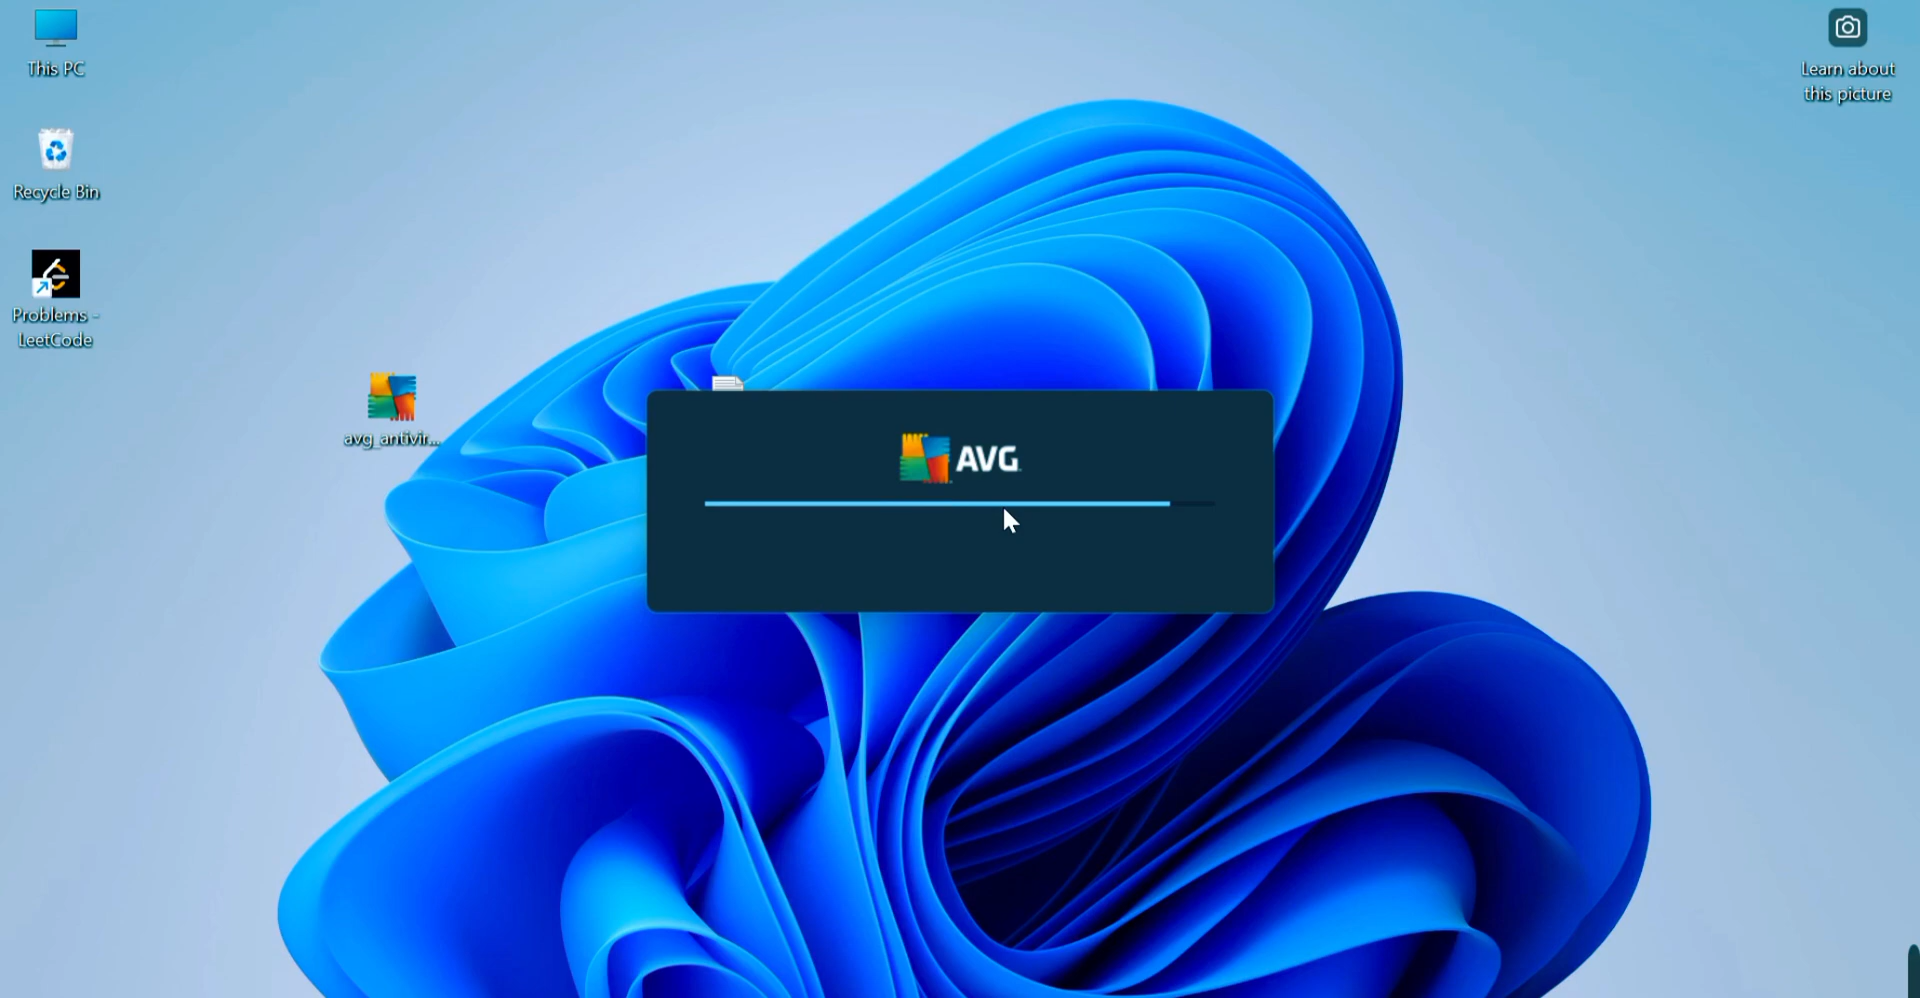 This PC
Recycle Bin
Problems -
LeetCode
avg_antivir...
AVG
Learn about
this picture